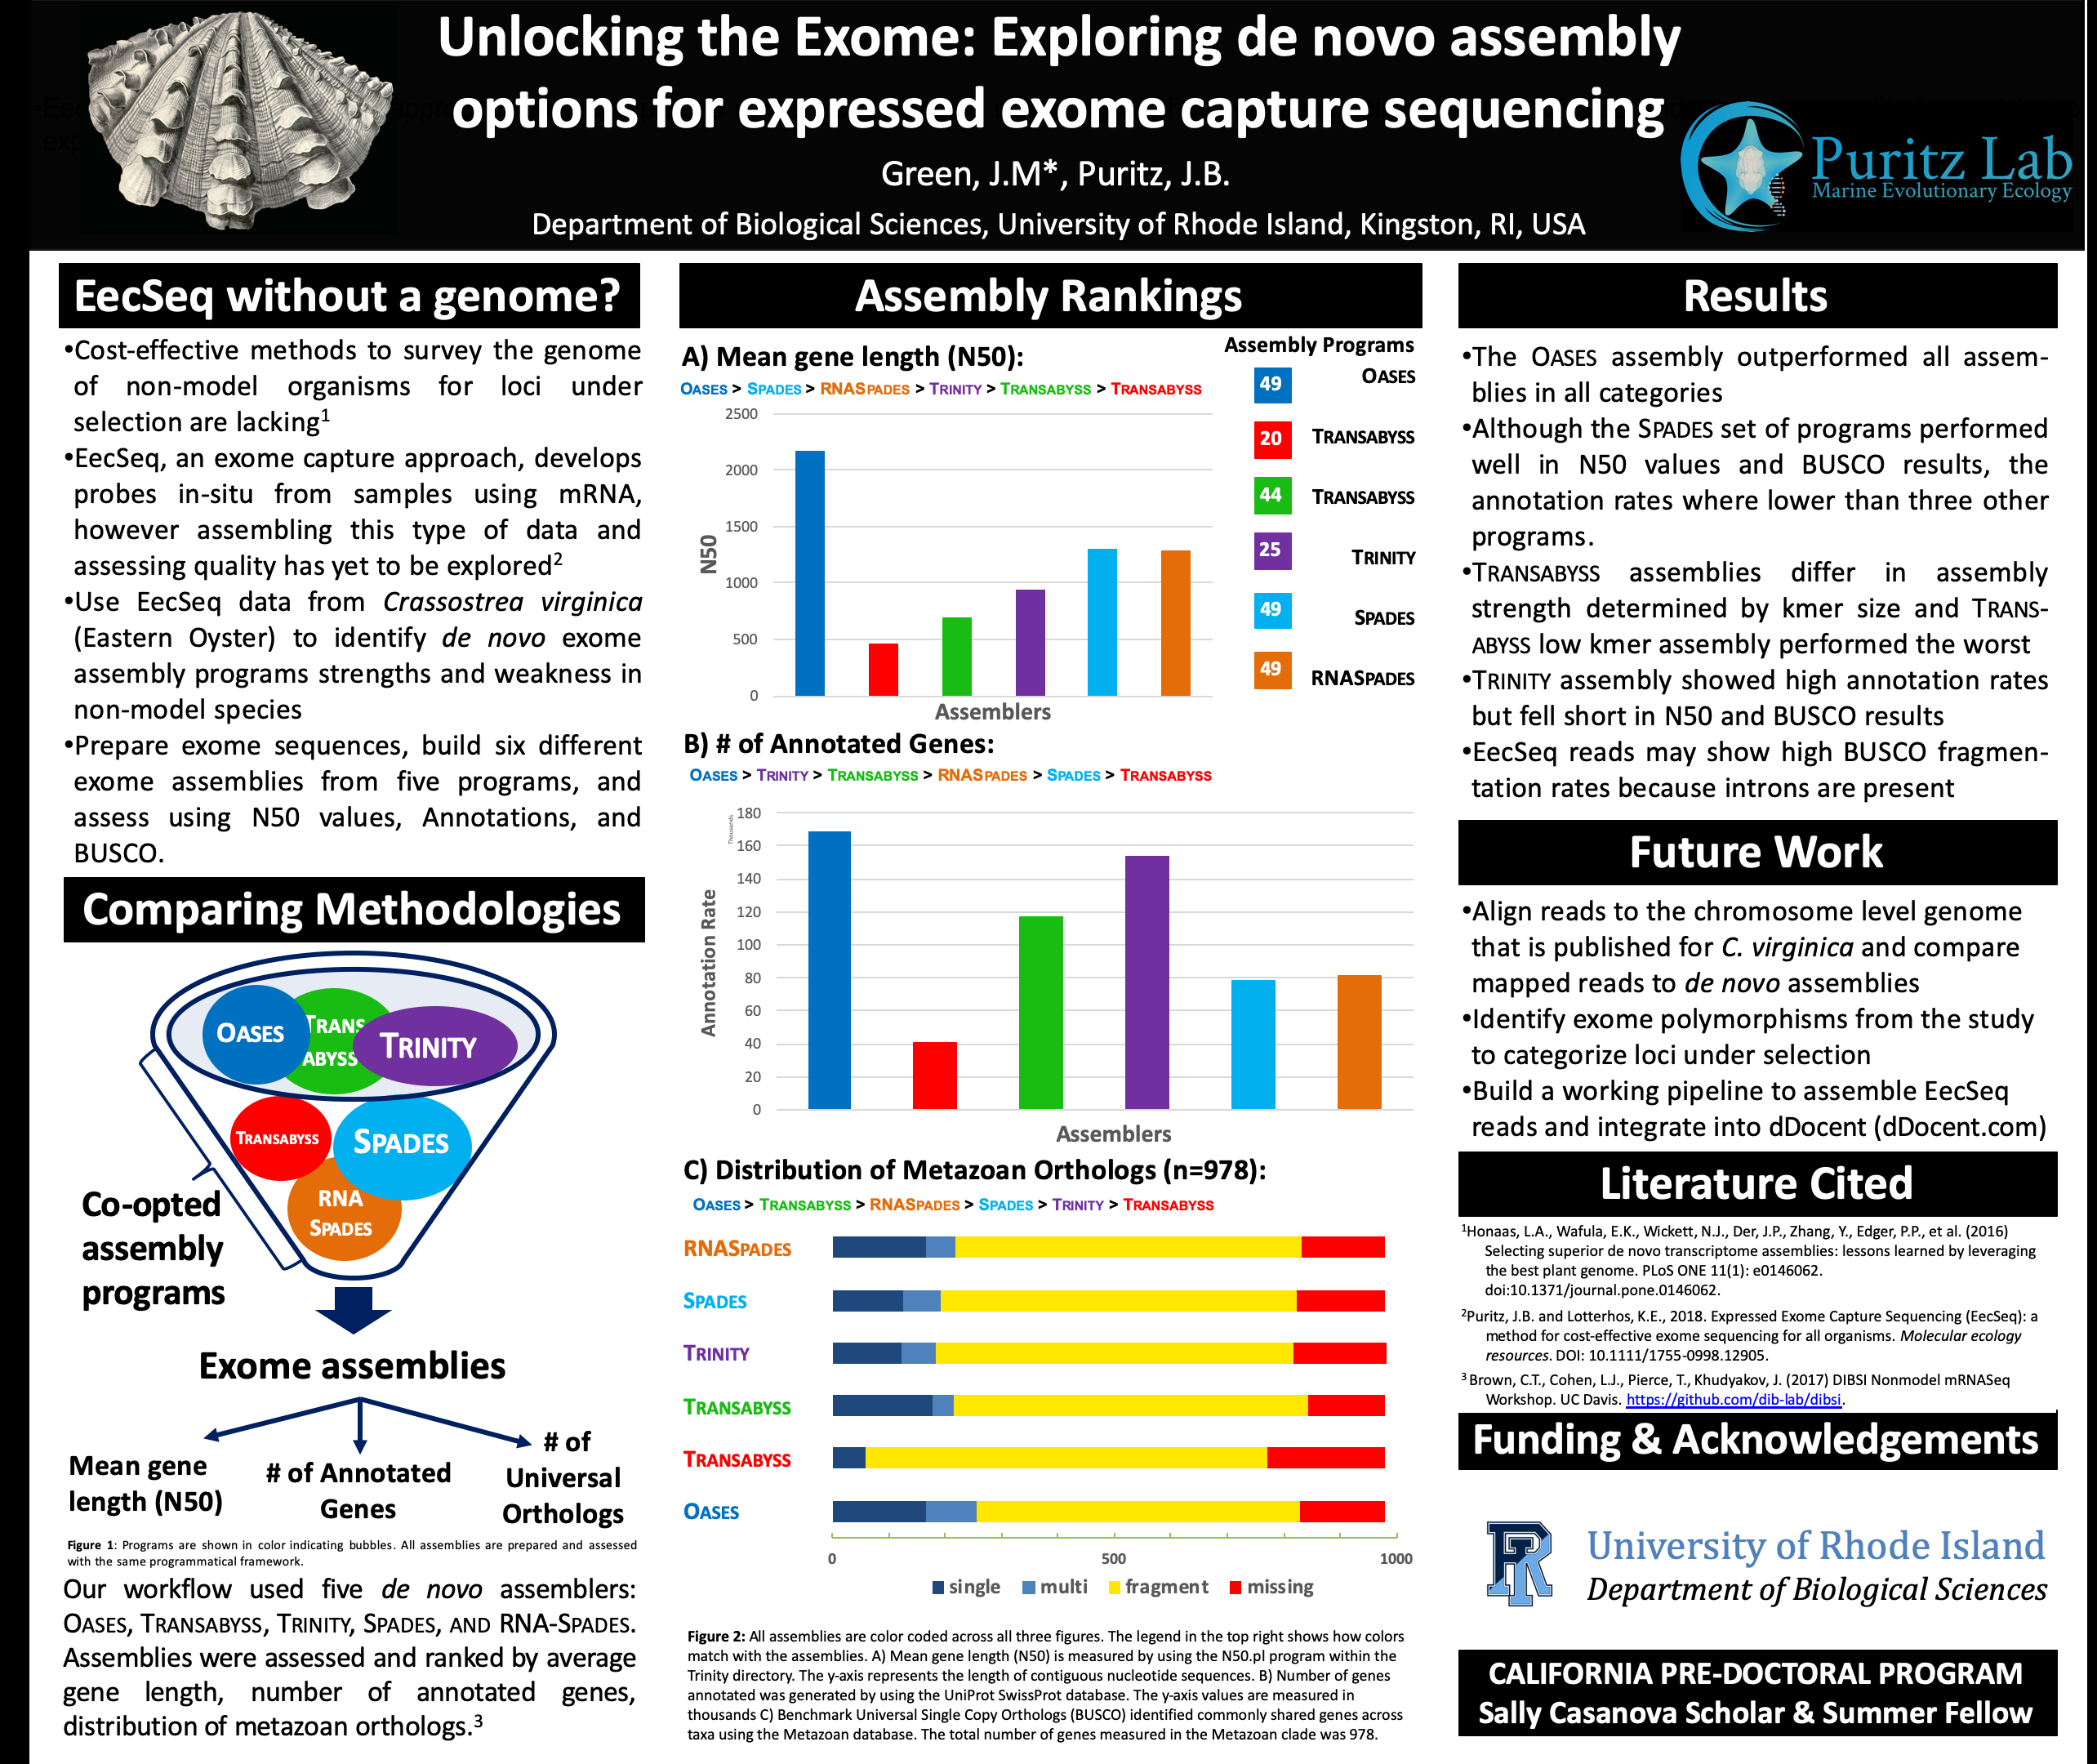 Unlocking the Exome: Exploring de novo assembly
options for expressed exome capture sequencing
Green, J.M*, Puritz, J.B.
Department of Biological Sciences, University of Rhode Island, Kingston, RI, USA
Puritz Lab
Marine Evolutionary Ecology
EecSeq without a genome?
•Cost-effective methods to survey the genome
of non-model organisms for loci under
selection are lacking1
•EecSeq, an exome capture approach, develops
probes in-situ from samples using mRNA,
however assembling this type of data and
assessing quality has yet to be explored2
•Use EecSeq data from Crassostrea virginica
(Eastern Oyster) to identify de novo exome
assembly programs strengths and weakness in
non-model species
•Prepare exome sequences, build six different
exome assemblies from five programs, and
assess using N50 values, Annotations, and
BUSCO.
Comparing Methodologies
OASES
TRANS
ABYSS
TRINITY
TRANSABYSS
SPADES
RNA
SPADES
Co-opted
assembly
programs
Exome assemblies
Mean gene
length (N50)
# of Annotated
Genes
# of
Universal
Orthologs
Figure 1: Programs are shown in color indicating bubbles. All assemblies are prepared and assessed
with the same programmatical framework.
Our workflow used five de novo assemblers:
OASES, TRANSABYSS, TRINITY, SPADES, AND RNA-SPADES.
Assemblies were assessed and ranked by average
gene length, number of annotated genes,
distribution of metazoan orthologs.3
Assembly Rankings
A) Mean gene length (N50):
OASES > SPADES > RNASPADES > TRINITY > TRANSABYSS > TRANSABYSS
2500
2000
1500
1000
500
0
N50
Assemblers
Assembly Programs
49 OASES
20 TRANSABYSS
44 TRANSABYSS
25 TRINITY
49 SPADES
49 RNASPADES
B) # of Annotated Genes:
OASES > TRINITY > TRANSABYSS > RNASPADES > SPADES > TRANSABYSS
Thousands
180
160
140
120
100
80
60
40
20
0
Annotation Rate
Assemblers
C) Distribution of Metazoan Orthologs (n=978):
OASES > TRANSABYSS > RNASPADES > SPADES > TRINITY > TRANSABYSS
RNASPADES
SPADES
TRINITY
TRANSABYSS
TRANSABYSS
OASES
0 500 1000
single multi fragment missing
Figure 2: All assemblies are color coded across all three figures. The legend in the top right shows how colors
match with the assemblies. A) Mean gene length (N50) is measured by using the N50.pl program within the
Trinity directory. The y-axis represents the length of contiguous nucleotide sequences. B) Number of genes
annotated was generated by using the UniProt SwissProt database. The y-axis values are measured in
thousands C) Benchmark Universal Single Copy Orthologs (BUSCO) identified commonly shared genes across
taxa using the Metazoan database. The total number of genes measured in the Metazoan clade was 978.
Results
•The OASES assembly outperformed all assem-
blies in all categories
•Although the SPADES set of programs performed
well in N50 values and BUSCO results, the
annotation rates where lower than three other
programs.
•TRANSABYSS assemblies differ in assembly
strength determined by kmer size and TRANS-
ABYSS low kmer assembly performed the worst
•TRINITY assembly showed high annotation rates
but fell short in N50 and BUSCO results
•EecSeq reads may show high BUSCO fragmen-
tation rates because introns are present
Future Work
•Align reads to the chromosome level genome
that is published for C. virginica and compare
mapped reads to de novo assemblies
•Identify exome polymorphisms from the study
to categorize loci under selection
•Build a working pipeline to assemble EecSeq
reads and integrate into dDocent (dDocent.com)
Literature Cited
1Honaas, L.A., Wafula, E.K., Wickett, N.J., Der, J.P., Zhang, Y., Edger, P.P., et al. (2016)
Selecting superior de novo transcriptome assemblies: lessons learned by leveraging
the best plant genome. PLoS ONE 11(1): e0146062.
doi:10.1371/journal.pone.0146062.
2Puritz, J.B. and Lotterhos, K.E., 2018. Expressed Exome Capture Sequencing (EecSeq): a
method for cost-effective exome sequencing for all organisms. Molecular ecology
resources. DOI: 10.1111/1755-0998.12905.
3 Brown, C.T., Cohen, L.J., Pierce, T., Khudyakov, J. (2017) DIBSI Nonmodel mRNASeq
Workshop. UC Davis. https://github.com/dib-lab/dibsi.
Funding & Acknowledgements
University of Rhode Island
Department of Biological Sciences
CALIFORNIA PRE-DOCTORAL PROGRAM
Sally Casanova Scholar & Summer Fellow